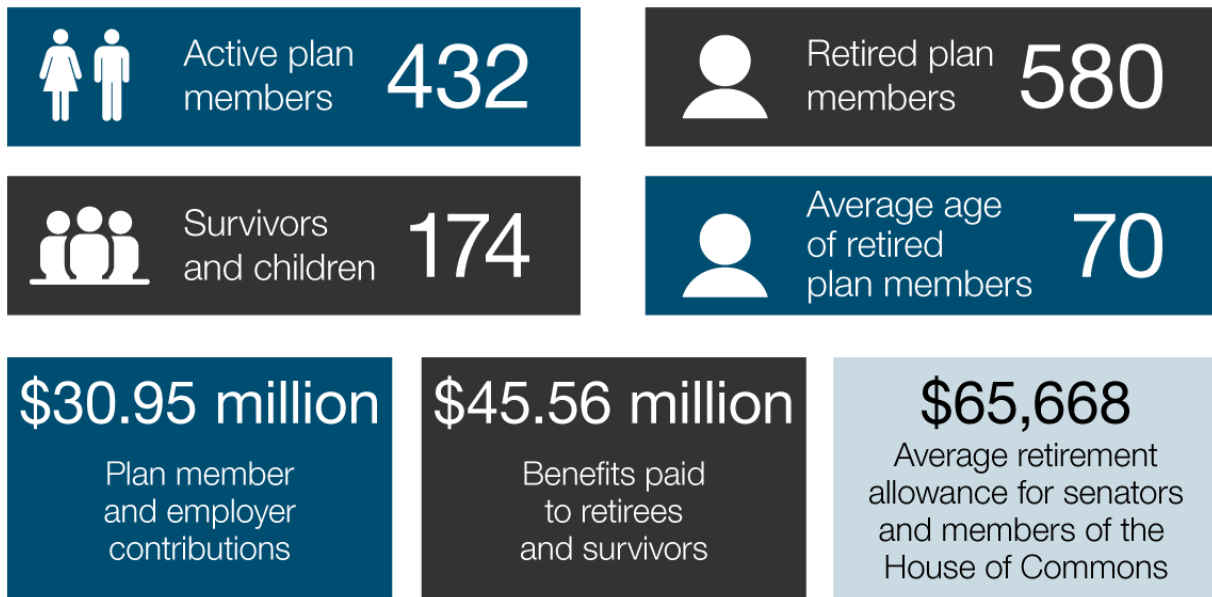 Active plan
members
432
Retired plan
members
580
Survivors
and children
174
Average age
of retired
plan members
70
$30.95 million
Plan member
and employer
contributions
$45.56 million
Benefits paid
to retirees
and survivors
$65,668
Average retirement
allowance for senators
and members of the
House of Commons